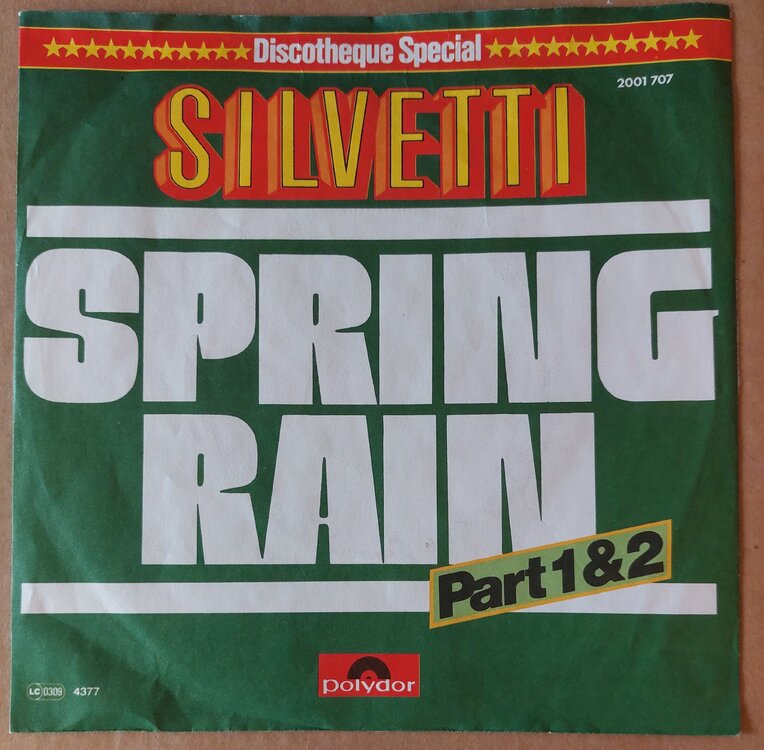 Discotheque Special
2001 707
SILVETTI
SPRING
RAIN
Part 1 & 2
polydor
LC 0309 4377